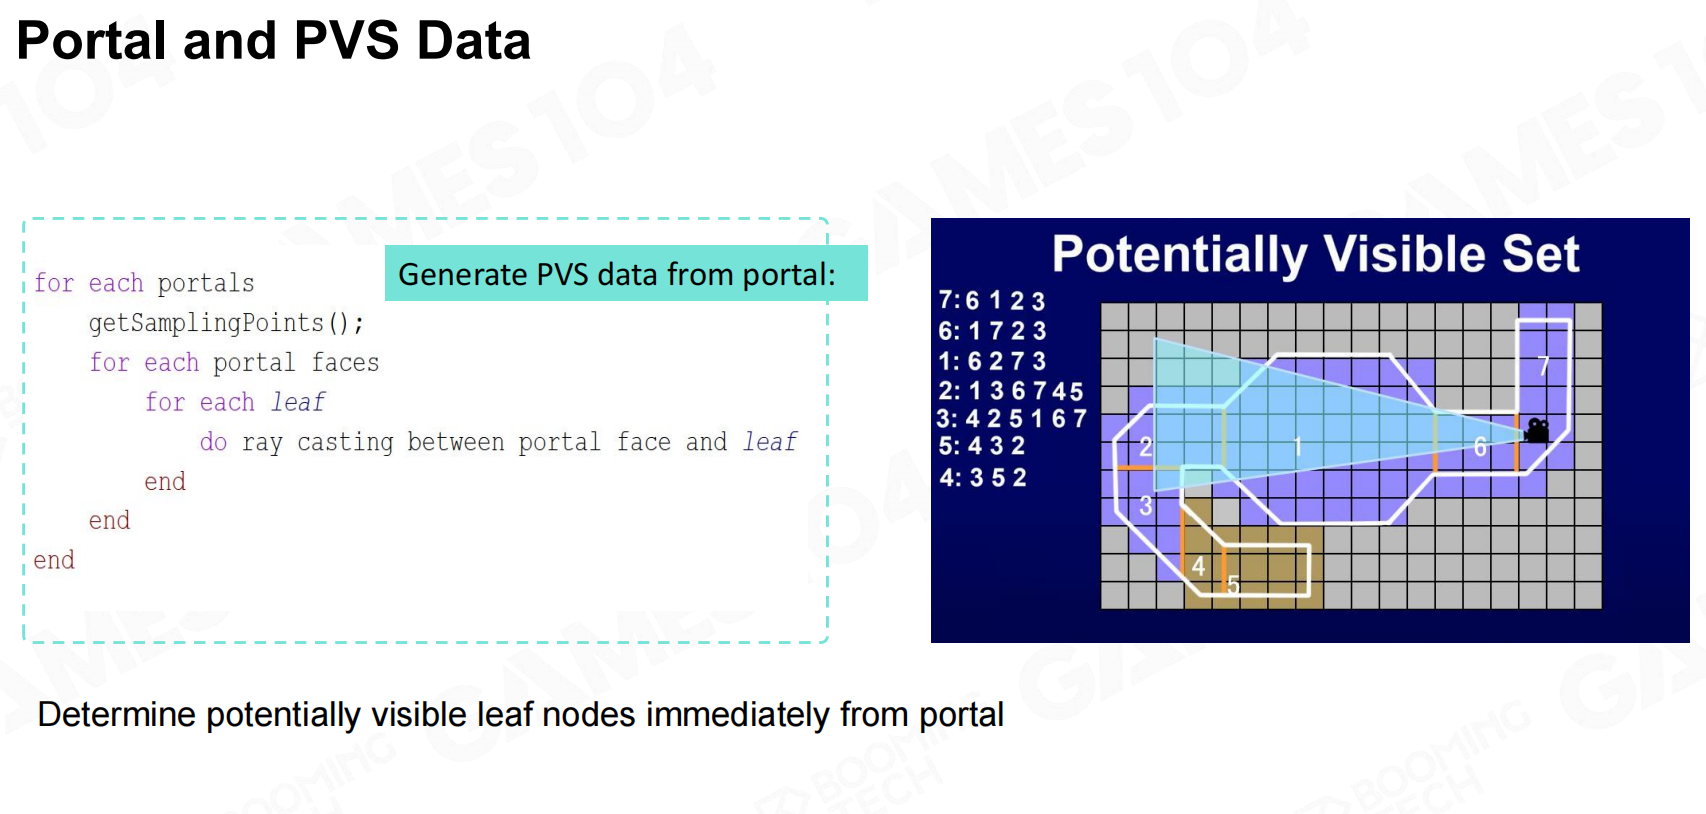 Portal and PVS Data
Generate PVS data from portal:
for each portals
getSamplingPoints();
for each portal faces
for each leaf
do ray casting between portal face and leaf
end
end
end
Potentially Visible Set
7:6 1 2 3
6: 1 7 2 3
1: 6 2 7 3
2: 1 3 6 7 4 5
3: 4 2 5 1 6 7
5: 4 3 2
4: 3 5 2
7
2
1
6
3
4
5
Determine potentially visible leaf nodes immediately from portal
GAMES104
BOOMING TECH